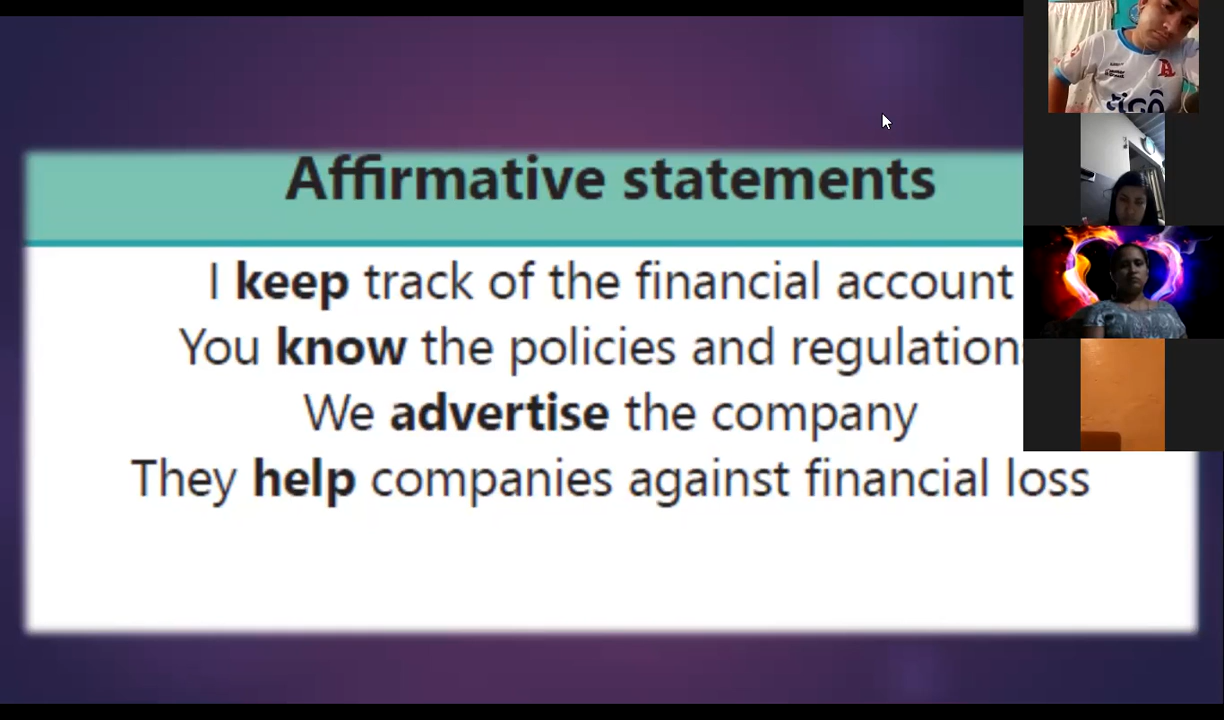 Affirmative statements
I keep track of the financial account
You know the policies and regulation
We advertise the company
They help companies against financial loss
TIGÔ